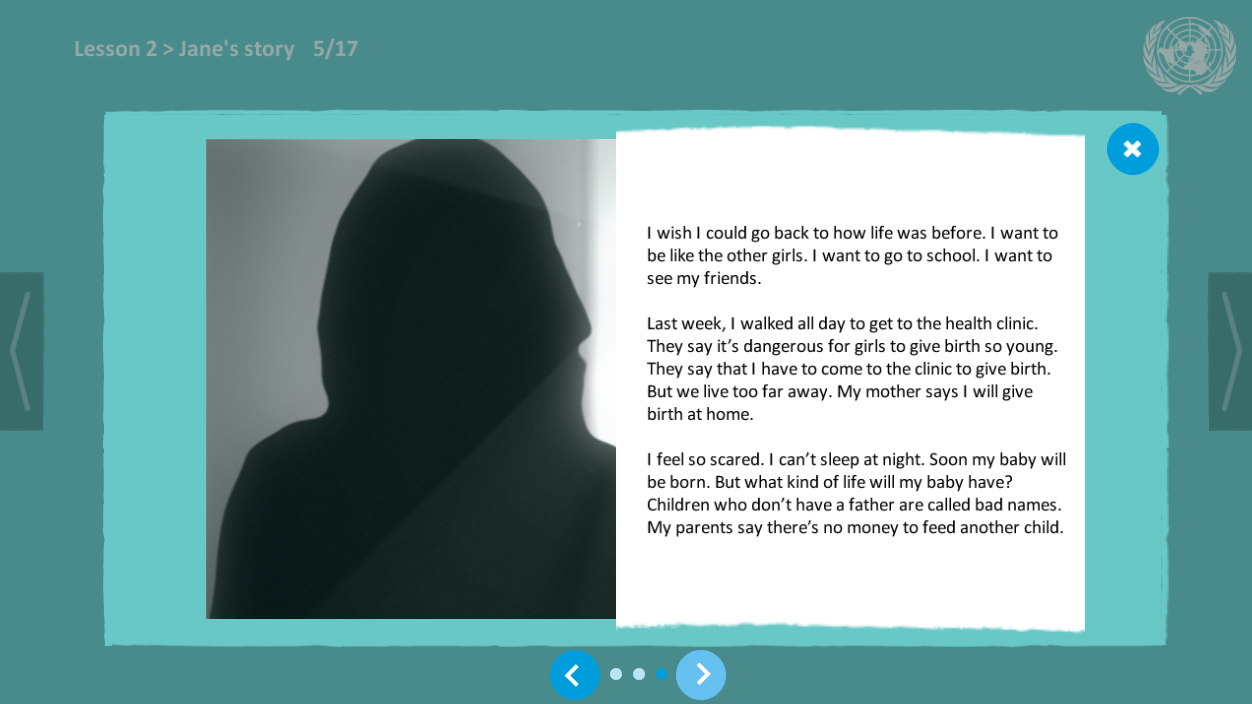 Lesson 2 > Jane's story 5/17
I wish I could go back to how life was before. I want to
be like the other girls. I want to go to school. I want to
see my friends.
Last week, I walked all day to get to the health clinic.
They say it’s dangerous for girls to give birth so young.
They say that I have to come to the clinic to give birth.
But we live too far away. My mother says I will give
birth at home.
I feel so scared. I can’t sleep at night. Soon my baby will
be born. But what kind of life will my baby have?
Children who don’t have a father are called bad names.
My parents say there’s no money to feed another child.